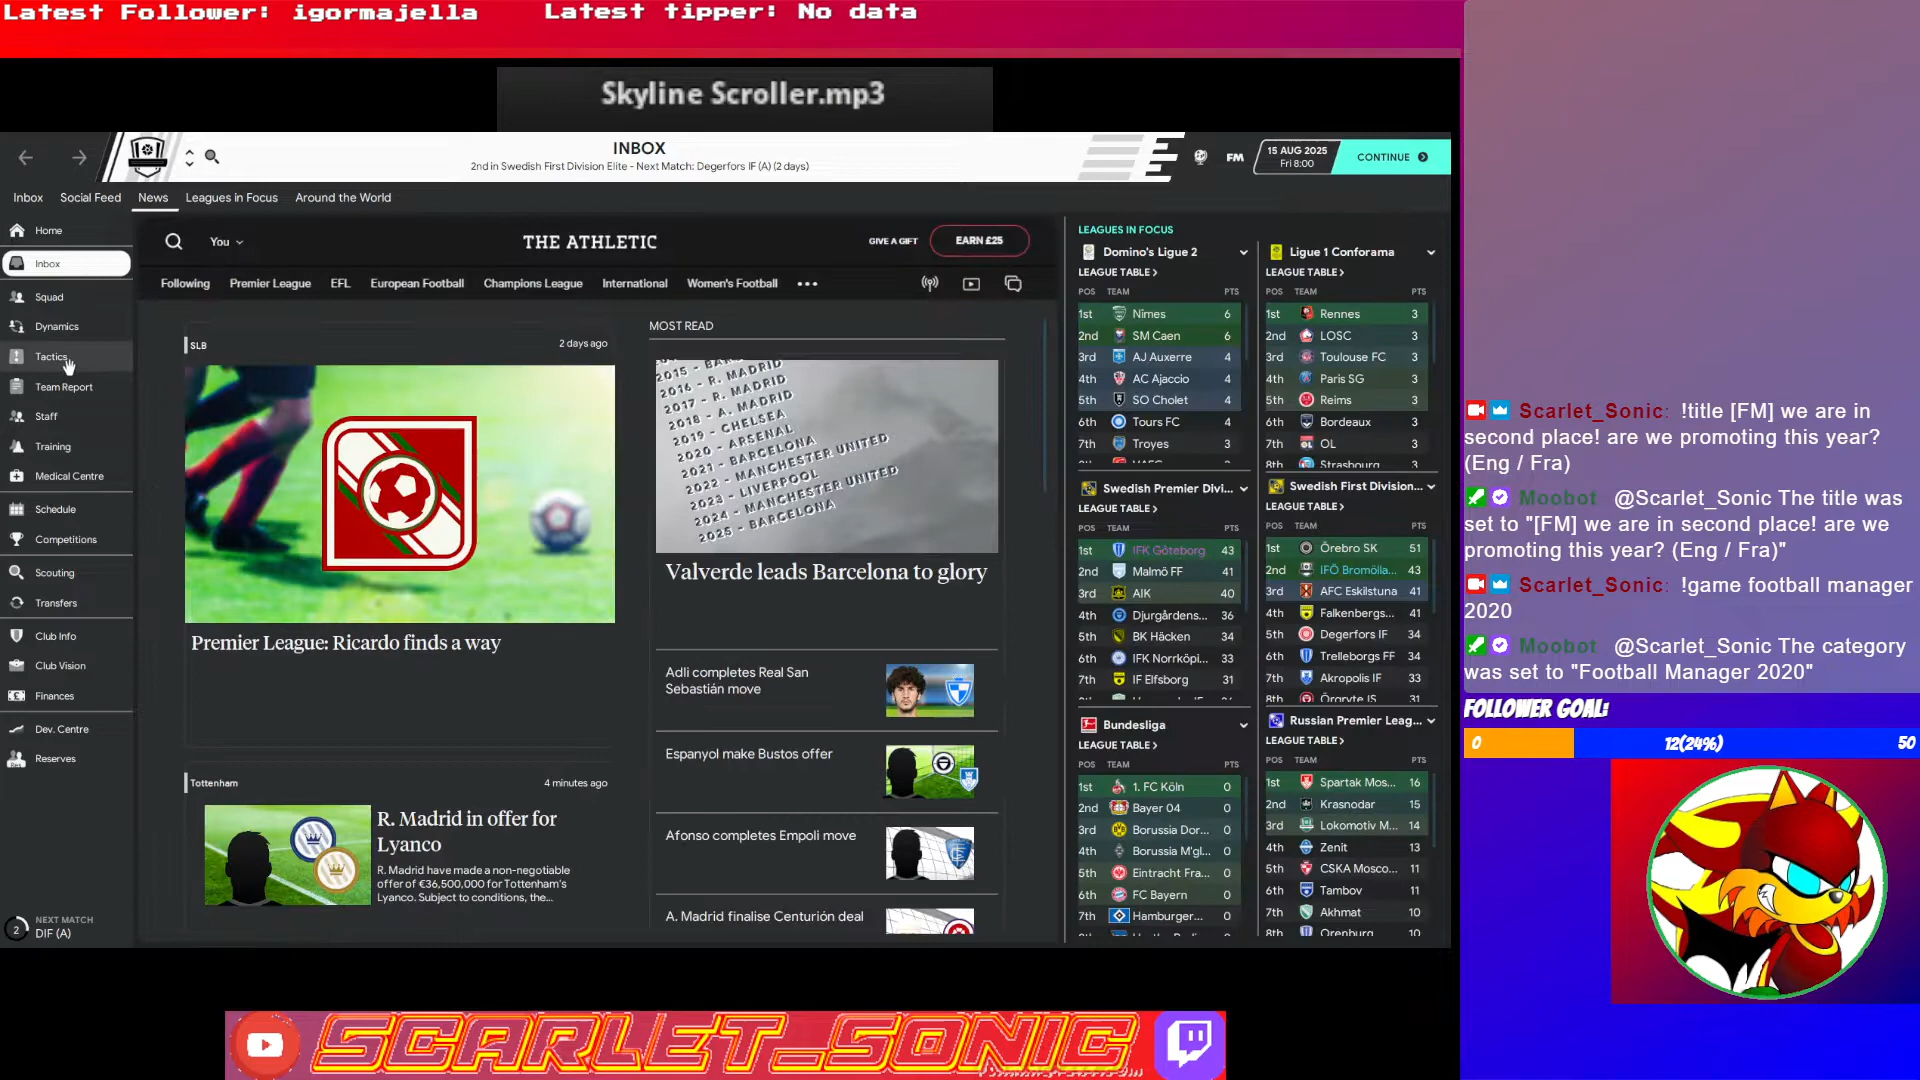 Latest Follower: igormajella
Latest tipper: No data
Skyline Scroller.mp3
INBOX
2nd in Swedish First Division Elite - Next Match: Degerfors IF (A) (2 days)
FM
15 AUG 2025
Fri 8:00
CONTINUE
Inbox
Social Feed
News
Leagues in Focus
Around the World
Home
Inbox
Squad
Dynamics
Tactics
Team Report
Staff
Training
Medical Centre
Schedule
Competitions
Scouting
Transfers
Club Info
Club Vision
Finances
Dev. Centre
Reserves
2
NEXT MATCH
DIF (A)
You
THE ATHLETIC
GIVE A GIFT
EARN £25
Following
Premier League
EFL
European Football
Champions League
International
Women's Football
SLB
2 days ago
Premier League: Ricardo finds a way
Tottenham
4 minutes ago
R. Madrid in offer for
Lyanco
R. Madrid have made a non-negotiable
offer of €36,500,000 for Tottenham's
Lyanco. Subject to conditions, the...
MOST READ
2016 - R. MADRID
2017 - R. MADRID
2018 - A. MADRID
2019 - CHELSEA
2020 - ARSENAL
2021 - BARCELONA
2022 - MANCHESTER UNITED
2023 - LIVERPOOL
2024 - MANCHESTER UNITED
2025 - BARCELONA
Valverde leads Barcelona to glory
Adli completes Real San
Sebastián move
Espanyol make Bustos offer
Afonso completes Empoli move
A. Madrid finalise Centurión deal
LEAGUES IN FOCUS
Domino's Ligue 2
LEAGUE TABLE >
POS TEAM PTS
1st Nîmes 6
2nd SM Caen 6
3rd AJ Auxerre 4
4th AC Ajaccio 4
5th SO Cholet 4
6th Tours FC 4
7th Troyes 3
Ligue 1 Conforama
LEAGUE TABLE >
POS TEAM PTS
1st Rennes 3
2nd LOSC 3
3rd Toulouse FC 3
4th Paris SG 3
5th Reims 3
6th Bordeaux 3
7th OL 3
8th Strasbourg 3
Swedish Premier Divi...
LEAGUE TABLE >
POS TEAM PTS
1st IFK Göteborg 43
2nd Malmö FF 41
3rd AIK 40
4th Djurgårdens... 36
5th BK Häcken 34
6th IFK Norrköpi... 33
7th IF Elfsborg 31
Swedish First Division...
LEAGUE TABLE >
POS TEAM PTS
1st Örebro SK 51
2nd IFÖ Bromölla... 43
3rd AFC Eskilstuna 41
4th Falkenbergs... 41
5th Degerfors IF 34
6th Trelleborgs FF 34
7th Akropolis IF 33
8th Örgryte IS 31
Bundesliga
LEAGUE TABLE >
POS TEAM PTS
1st 1. FC Köln 0
2nd Bayer 04 0
3rd Borussia Dor... 0
4th Borussia M'gl... 0
5th Eintracht Fra... 0
6th FC Bayern 0
7th Hamburger... 0
Russian Premier Leag...
LEAGUE TABLE >
POS TEAM PTS
1st Spartak Mos... 16
2nd Krasnodar 15
3rd Lokomotiv M... 14
4th Zenit 13
5th CSKA Mosco... 11
6th Tambov 11
7th Akhmat 10
8th Orenburg 10
Scarlet_Sonic: !title [FM] we are in
second place! are we promoting this year?
(Eng / Fra)
Moobot: @Scarlet_Sonic The title was
set to "[FM] we are in second place! are we
promoting this year? (Eng / Fra)"
Scarlet_Sonic: !game football manager
2020
Moobot: @Scarlet_Sonic The category
was set to "Football Manager 2020"
FOLLOWER GOAL:
0
12(24%)
50
SCARLET_SONIC